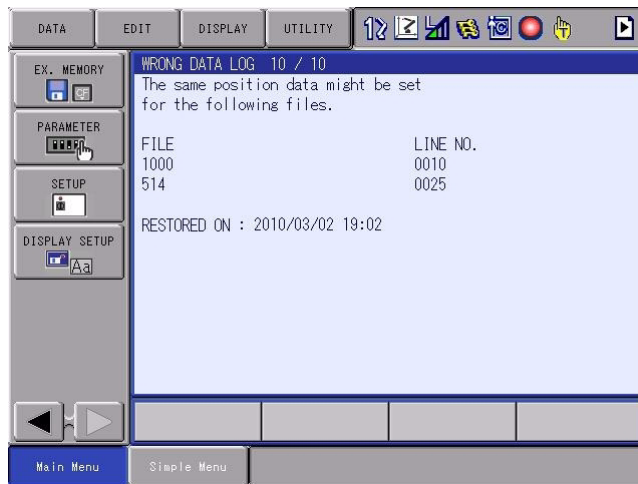 DATA EDIT DISPLAY UTILITY
EX. MEMORY
CF
PARAMETER
SETUP
DISPLAY SETUP
Aa
WRONG DATA LOG 10 / 10
The same position data might be set
for the following files.
FILE LINE NO.
1000 0010
514 0025
RESTORED ON : 2010/03/02 19:02
Main Menu Simple Menu